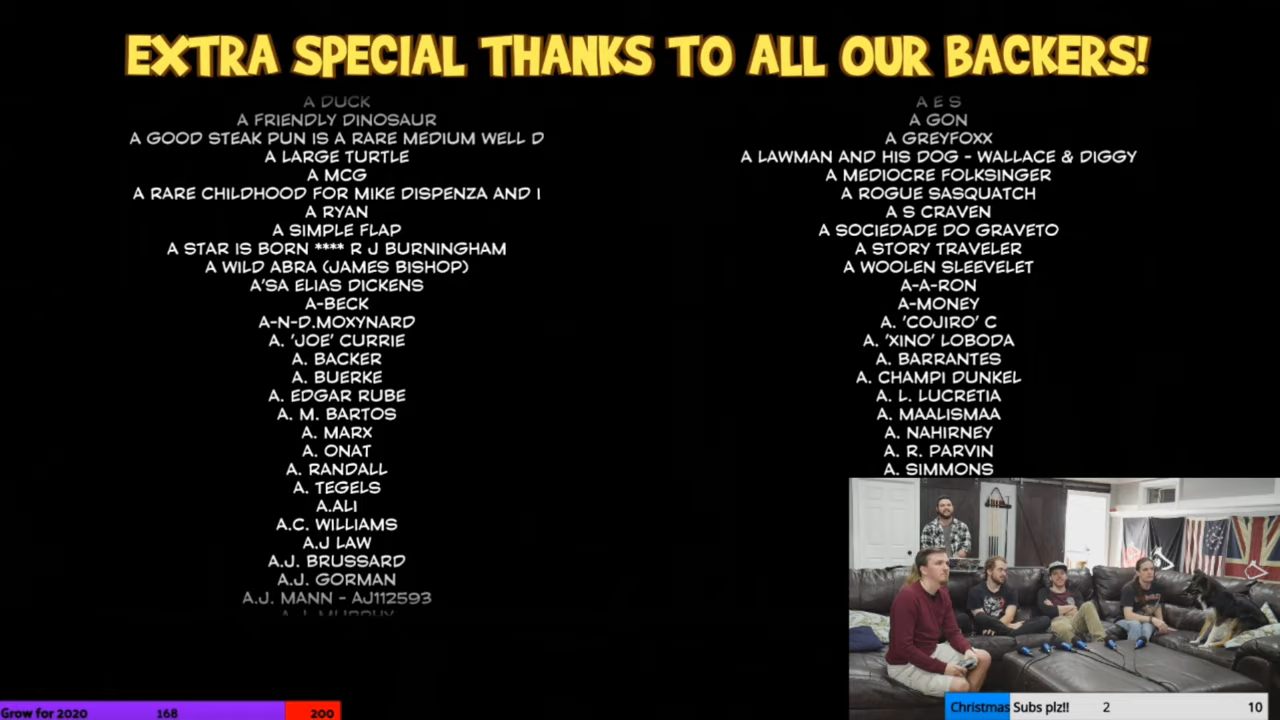 EXTRA SPECIAL THANKS TO ALL OUR BACKERS!
A DUCK
A FRIENDLY DINOSAUR
A GOOD STEAK PUN IS A RARE MEDIUM WELL D
A LARGE TURTLE
A MCG
A RARE CHILDHOOD FOR MIKE DISPENZA AND I
A RYAN
A SIMPLE FLAP
A STAR IS BORN **** R J BURNINGHAM
A WILD ABRA (JAMES BISHOP)
A'SA ELIAS DICKENS
A-BECK
A-N-D.MOXYNARD
A. 'JOE' CURRIE
A. BACKER
A. BUERKE
A. EDGAR RUBE
A. M. BARTOS
A. MARX
A. ONAT
A. RANDALL
A. TEGELS
A.ALI
A.C. WILLIAMS
A.J LAW
A.J. BRUSSARD
A.J. GORMAN
A.J. MANN - AJ112593
A.J. MURPHY
A E S
A GON
A GREYFOXX
A LAWMAN AND HIS DOG - WALLACE & DIGGY
A MEDIOCRE FOLKSINGER
A ROGUE SASQUATCH
A S CRAVEN
A SOCIEDADE DO GRAVETO
A STORY TRAVELER
A WOOLEN SLEEVELET
A-A-RON
A-MONEY
A. 'COJIRO' C
A. 'XINO' LOBODA
A. BARRANTES
A. CHAMPI DUNKEL
A. L. LUCRETIA
A. MAALISMAA
A. NAHIRNEY
A. R. PARVIN
A. SIMMONS
Grow for 2020 168 200
Christmas Subs plz!! 2 10